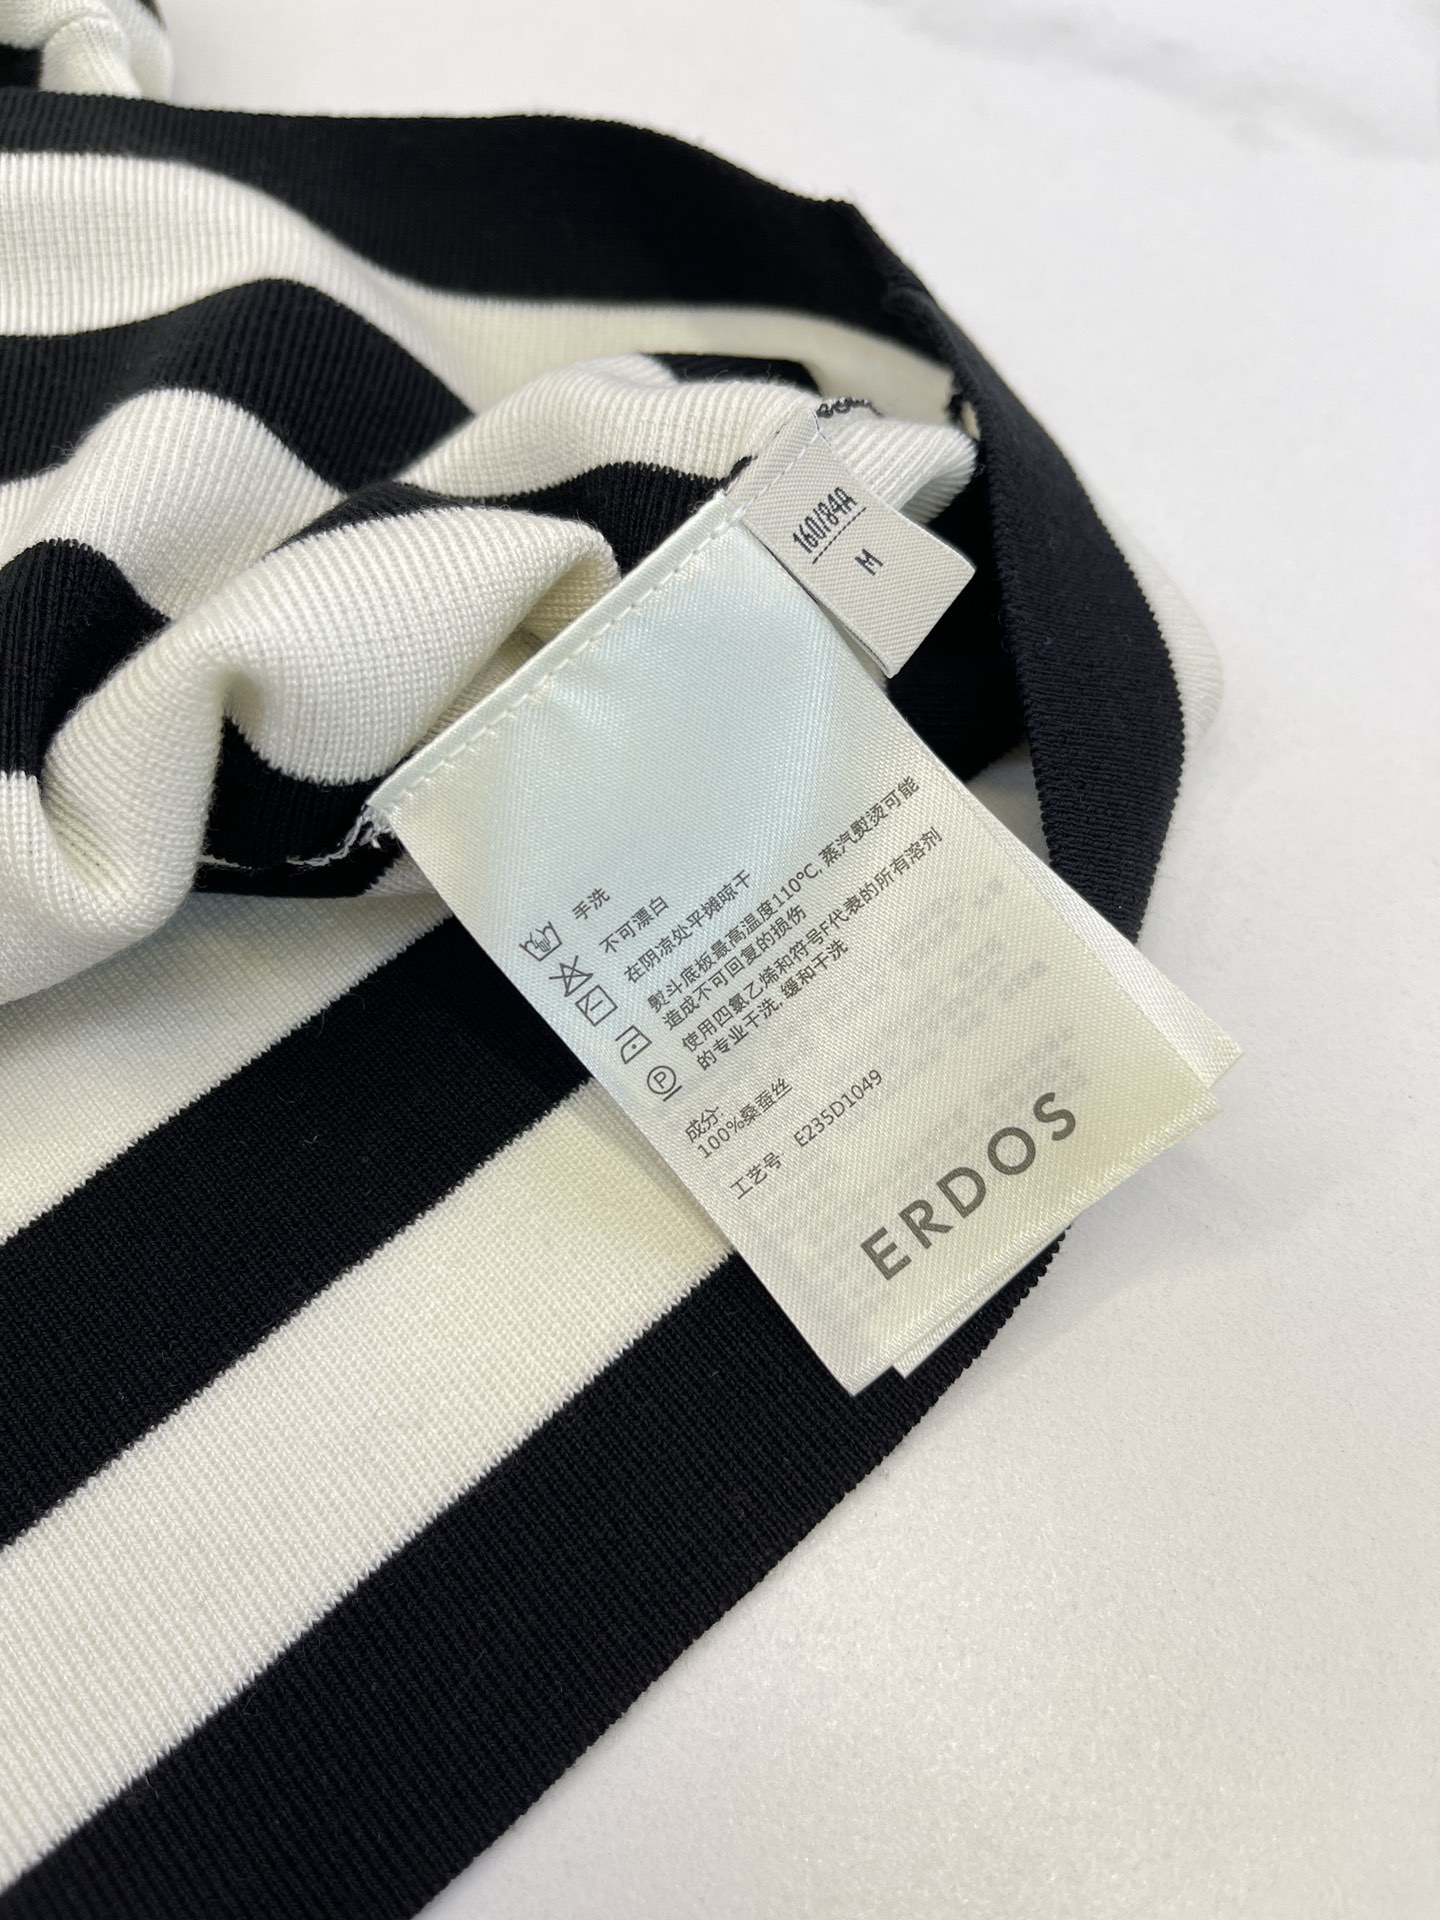 160/84A
M
手洗
不可漂白
在阴凉处平摊晾干
熨斗底板最高温度110℃, 蒸汽熨烫可能
造成不可回复的损伤
使用四氯乙烯和符号F代表的所有溶剂
的专业干洗, 缓和干洗
P
成分:
100%桑蚕丝
工艺号 E235D1049
ERDOS